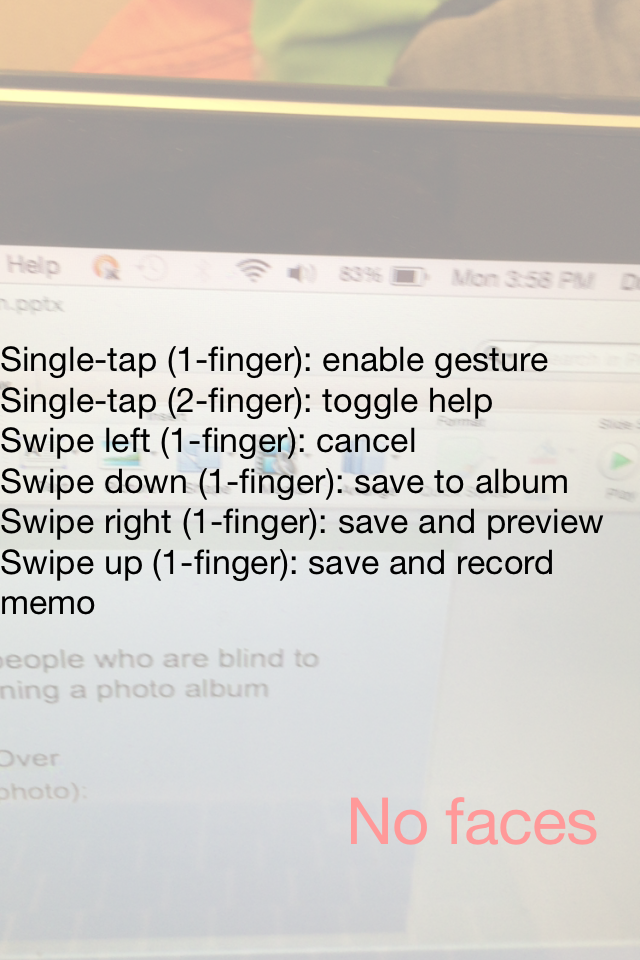 Help 83% Mon 3:58 PM
n.pptx
Single-tap (1-finger): enable gesture
Single-tap (2-finger): toggle help
Swipe left (1-finger): cancel
Swipe down (1-finger): save to album
Swipe right (1-finger): save and preview
Swipe up (1-finger): save and record
memo
people who are blind to
ning a photo album
Over
photo):
No faces